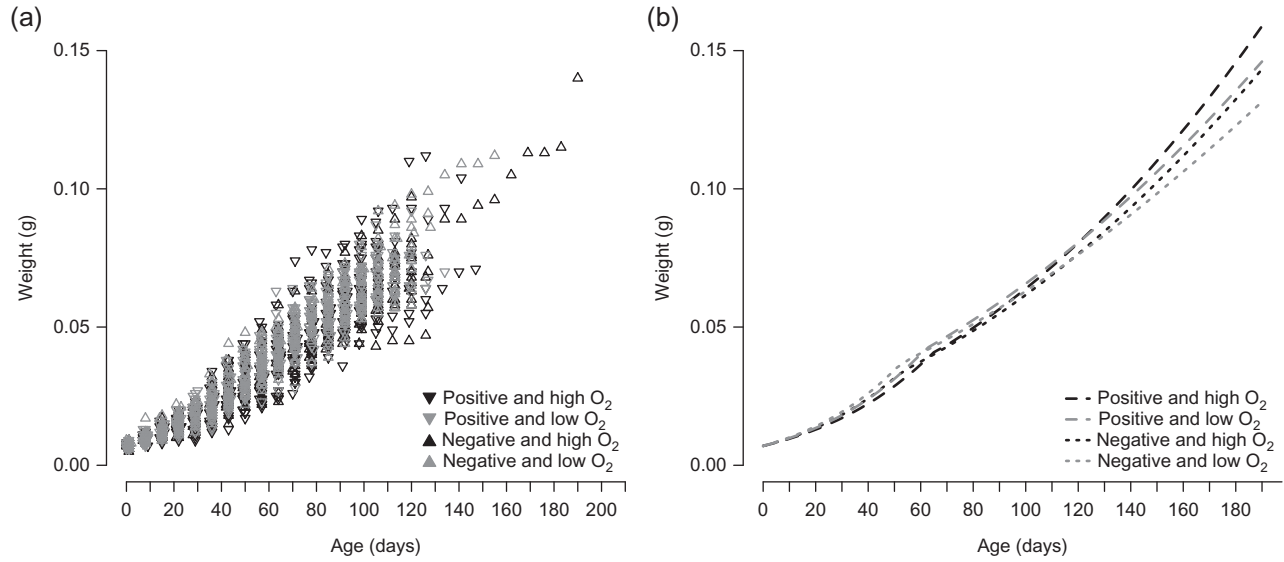 (a)
0.15
0.10
0.05
0.00
Weight (g)
0 20 40 60 80 100 120 140 160 180 200
Age (days)
Positive and high O₂
Positive and low O₂
Negative and high O₂
Negative and low O₂
(b)
0.15
0.10
0.05
0.00
Weight (g)
0 20 40 60 80 100 120 140 160 180
Age (days)
Positive and high O₂
Positive and low O₂
Negative and high O₂
Negative and low O₂